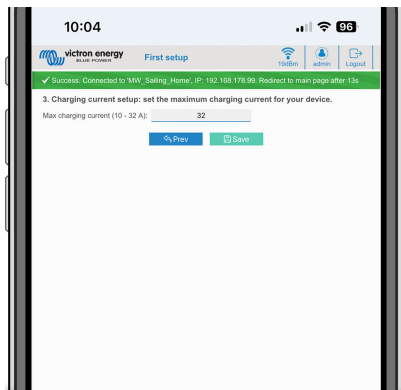 10:04
96
victron energy
BLUE POWER
First setup
19dBm
admin
Logout
Success. Connected to 'MW_Sailing_Home', IP: 192.168.178.99. Redirect to main page after 13s
3. Charging current setup: set the maximum charging current for your device.
Max charging current (10 - 32 A): 32
Prev
Save